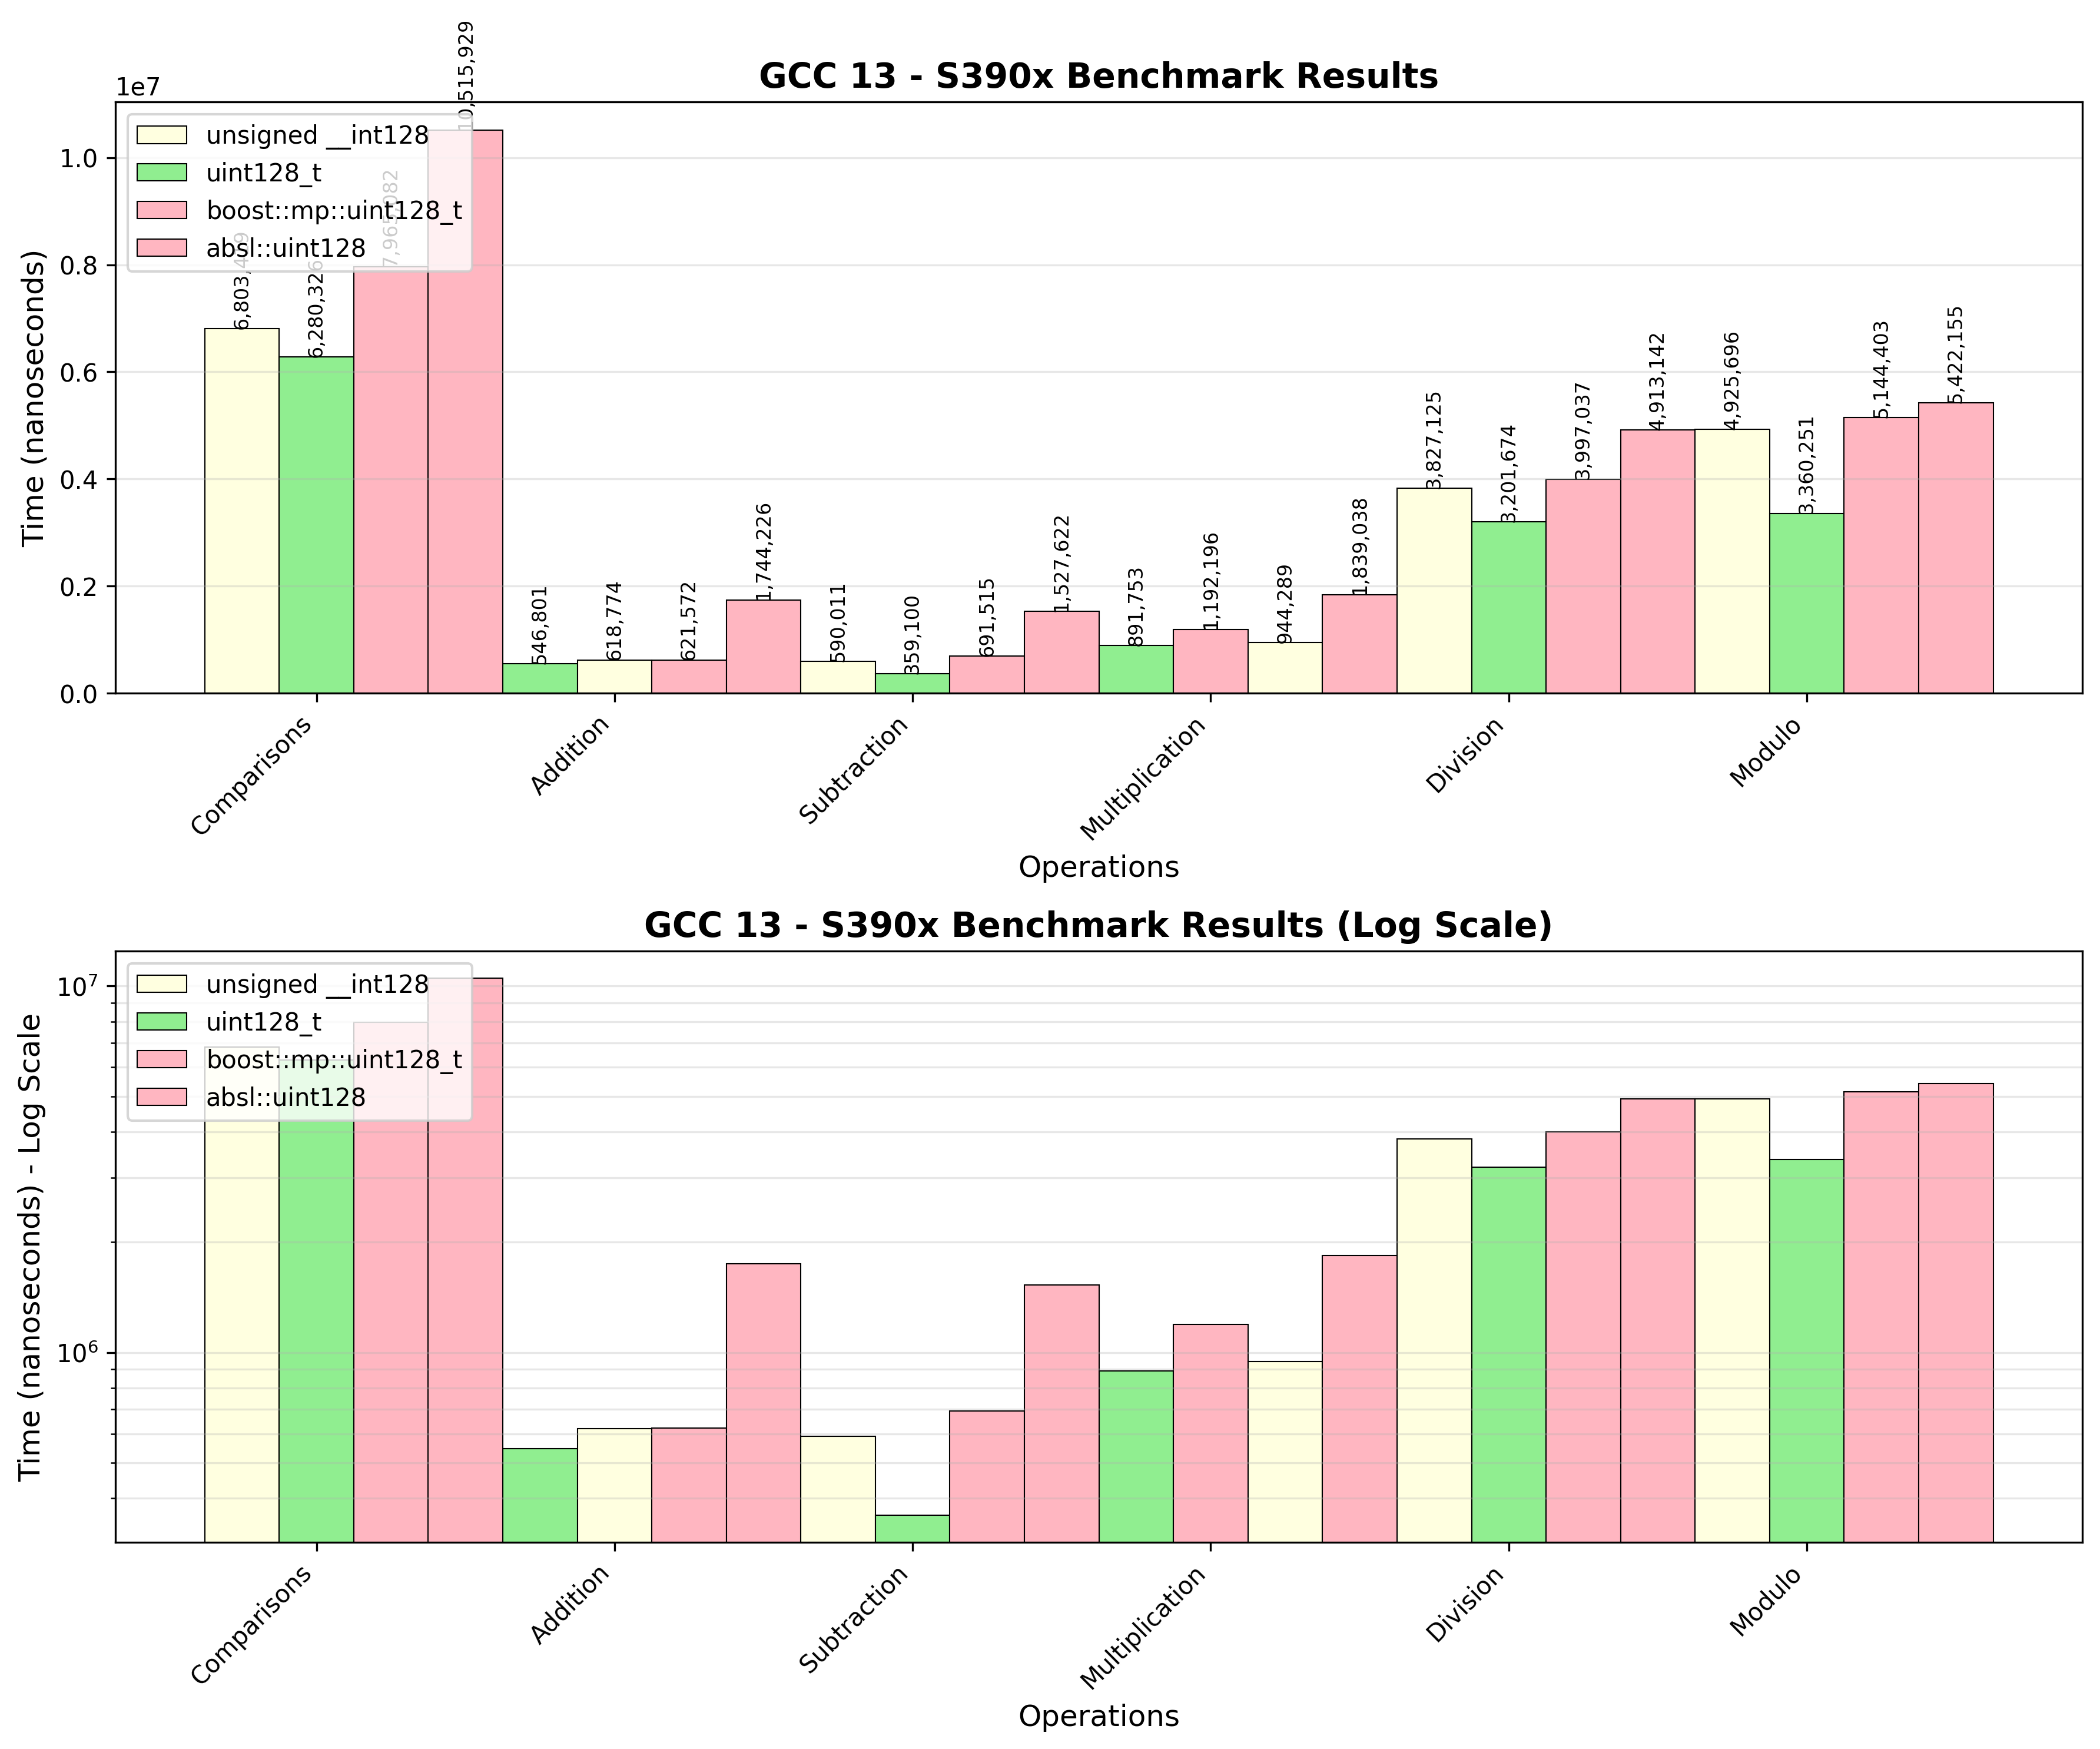 GCC 13 - S390x Benchmark Results
1e7
Time (nanoseconds)
1.0
0.8
0.6
0.4
0.2
0.0
unsigned __int128
uint128_t
boost::mp::uint128_t
absl::uint128
6,280,326
10,515,929
546,801
618,774
621,572
1,744,226
590,011
359,100
691,515
1,527,622
891,753
1,192,196
944,289
1,839,038
3,827,125
3,201,674
3,997,037
4,913,142
4,925,696
3,360,251
5,144,403
5,422,155
Comparisons
Addition
Subtraction
Multiplication
Division
Modulo
Operations
GCC 13 - S390x Benchmark Results (Log Scale)
Time (nanoseconds) - Log Scale
10⁷
10⁶
unsigned __int128
uint128_t
boost::mp::uint128_t
absl::uint128
Comparisons
Addition
Subtraction
Multiplication
Division
Modulo
Operations